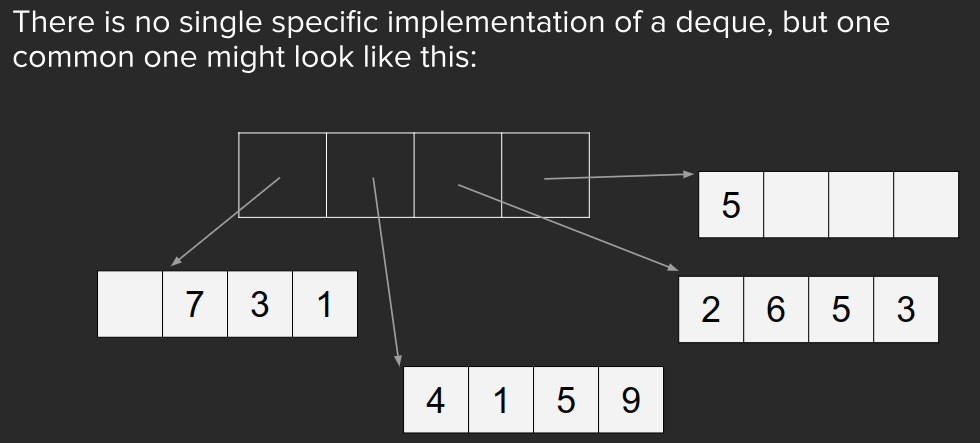 There is no single specific implementation of a deque, but one
common one might look like this:
5
7 3 1
2 6 5 3
4 1 5 9